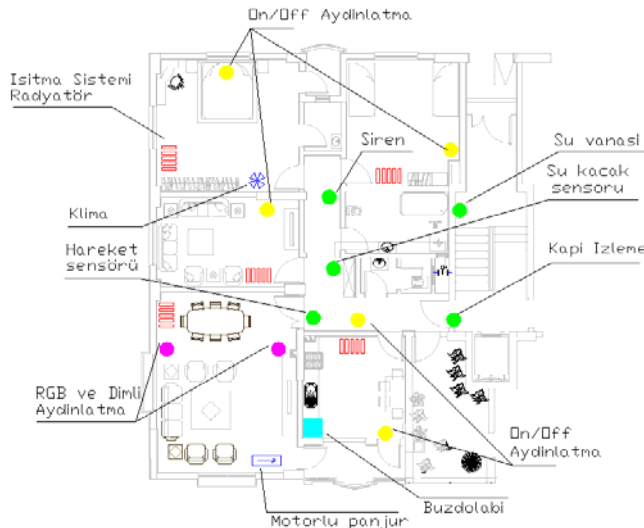 On/Off Aydinlatma
Isitma Sistemi
Radyatör
Siren
Su vanasi
Su kacak
sensoru
Klima
Hareket
sensörü
Kapi Izleme
RGB ve Dimli
Aydinlatma
On/Off
Aydinlatma
Buzdolabi
Motorlu panjur